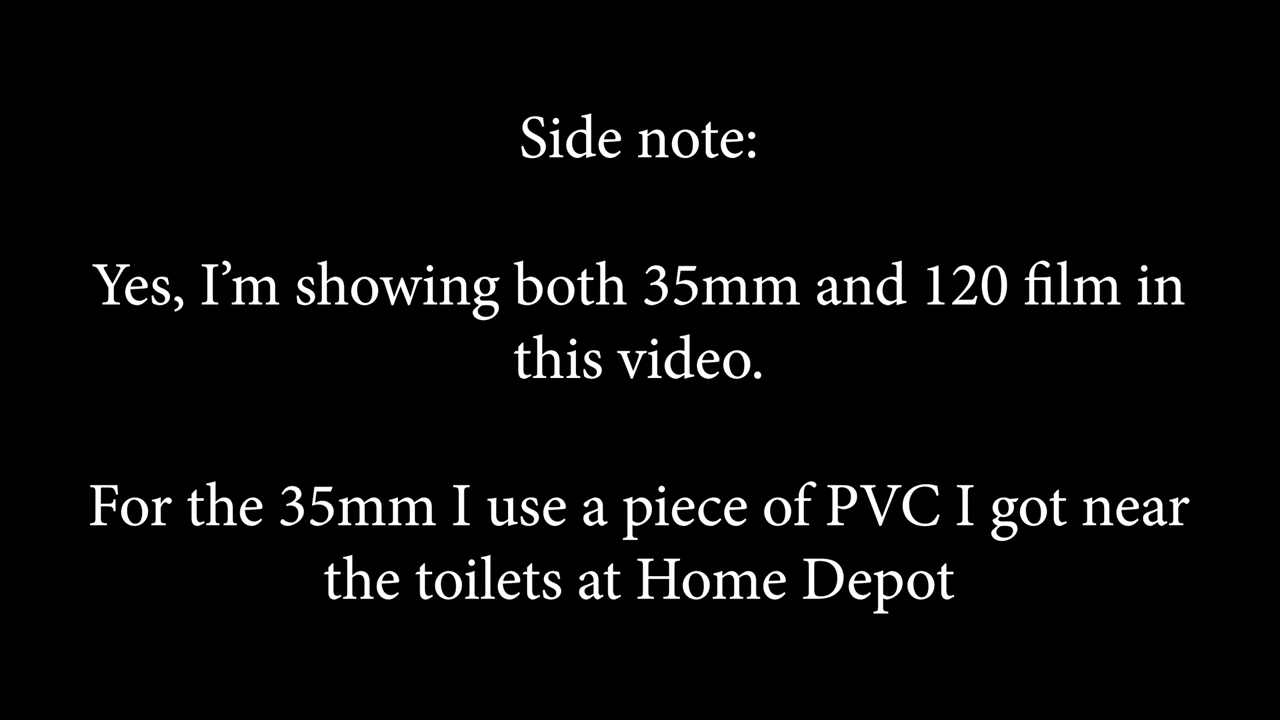 Side note:
Yes, I’m showing both 35mm and 120 film in
this video.
For the 35mm I use a piece of PVC I got near
the toilets at Home Depot